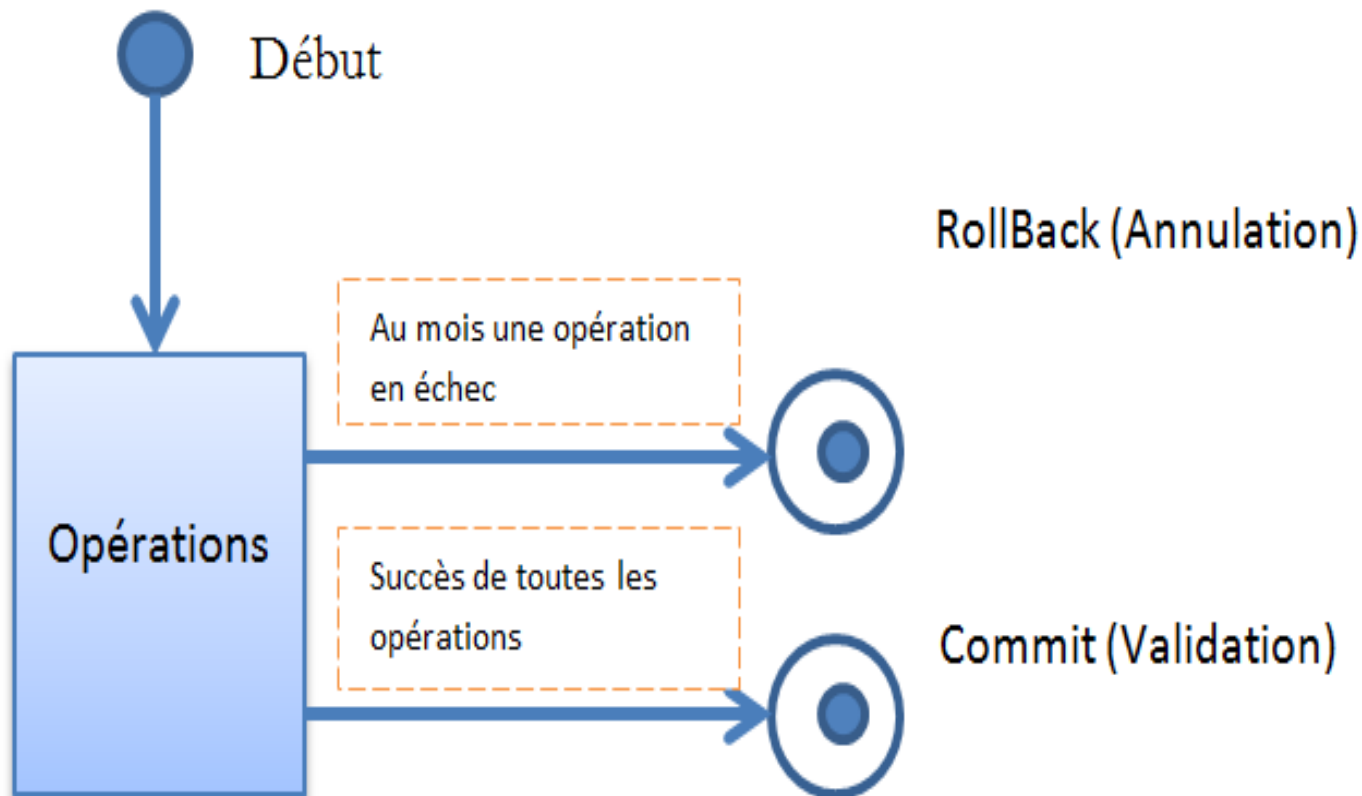 Début
RollBack (Annulation)
Au mois une opération
en échec
Opérations
Succès de toutes les
opérations
Commit (Validation)